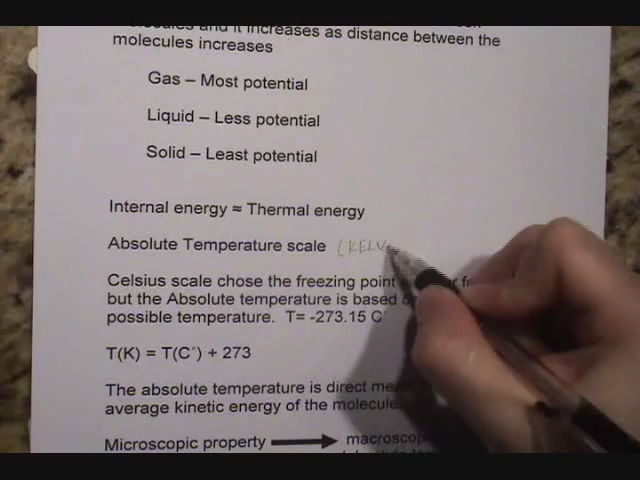 molecules and it increases as distance between the
molecules increases
Gas – Most potential
Liquid – Less potential
Solid – Least potential
Internal energy ≈ Thermal energy
Absolute Temperature scale (KELV
Celsius scale chose the freezing point
but the Absolute temperature is based
possible temperature. T= -273.15 C°
T(K) = T(C°) + 273
The absolute temperature is direct
average kinetic energy of the molecule
Microscopic property macroscop